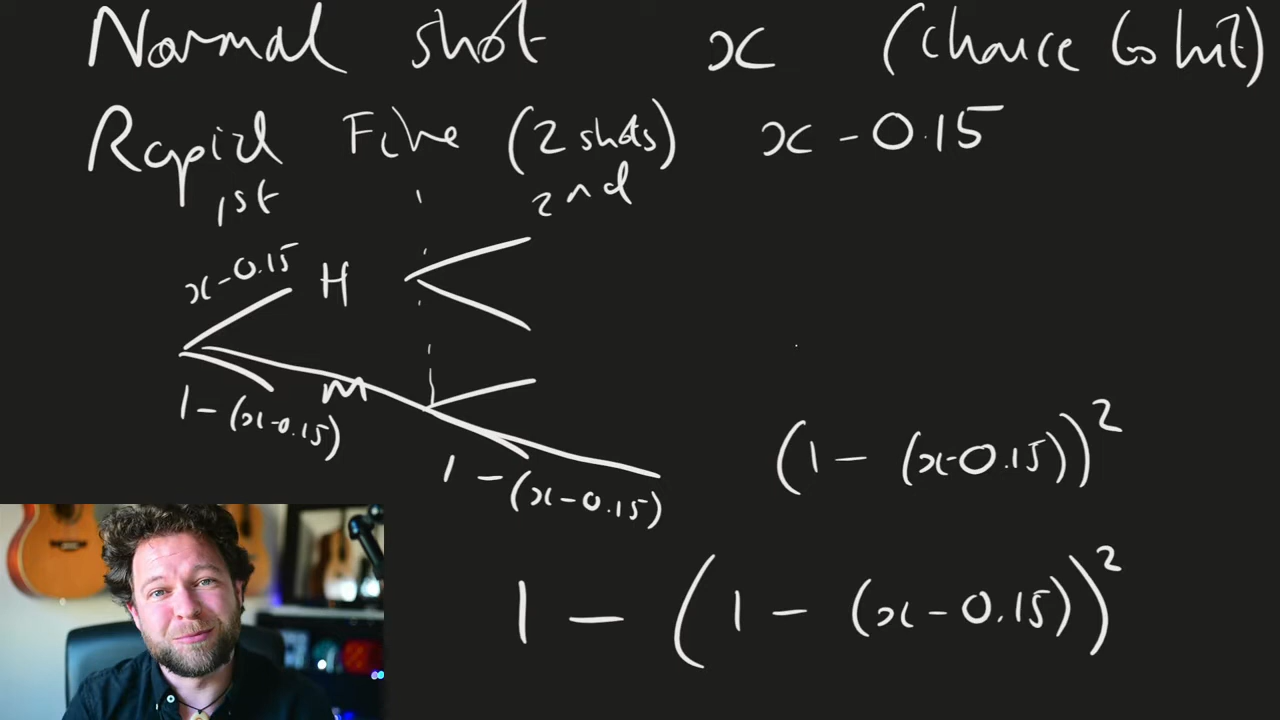 Normal shot x (chance to hit)
Rapid Fire (2 shots) x - 0.15
1st 2nd
x - 0.15 H
M
1 - (x - 0.15)
1 - (x - 0.15)
(1 - (x - 0.15))²
1 - (1 - (x - 0.15))²